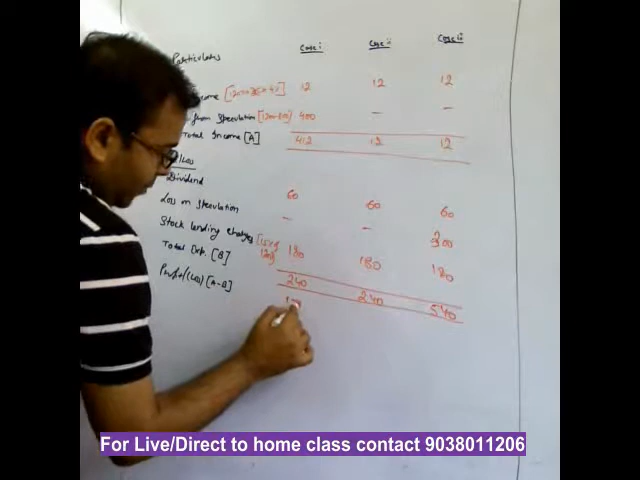 Particulars Case i Case ii Case iii
12 12 12
from speculation 400 - -
Total Income [A] 412 12 12
Dividend 60 60 60
Loss on speculation - - 300
Stock lending charges 180 180 180
Total Exp. [B] 240 240 540
Profit/(Loss) [A-B]
For Live/Direct to home class contact 9038011206